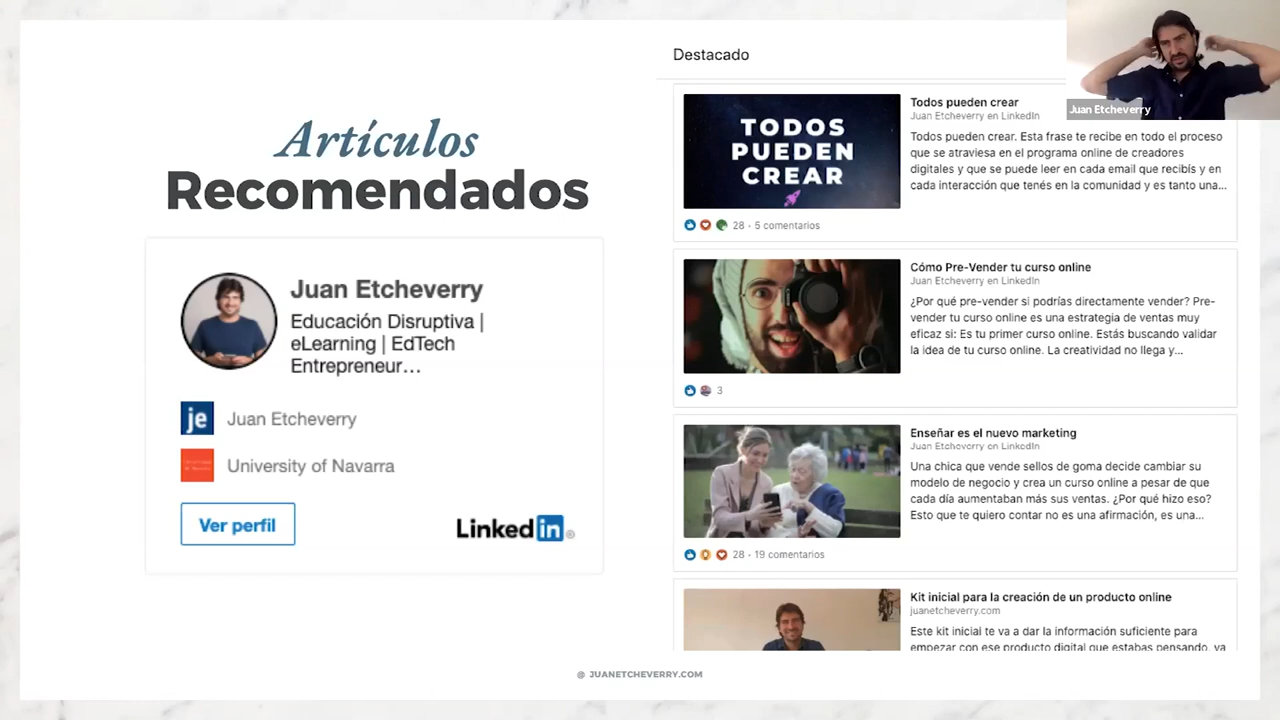 Artículos
Recomendados
Juan Etcheverry
Educación Disruptiva |
eLearning | EdTech
Entrepreneur...
je
Juan Etcheverry
University of Navarra
Ver perfil
Linkedin
Destacado
TODOS
PUEDEN
CREAR
Todos pueden crear
Juan Etcheverry en LinkedIn
Todos pueden crear. Esta frase te recibe en todo el proceso
que se atraviesa en el programa online de creadores
digitales y que se puede leer en cada email que recibís y en
cada interacción que tenés en la comunidad y es tanto una...
28 · 5 comentarios
Cómo Pre-Vender tu curso online
Juan Etcheverry en LinkedIn
¿Por qué pre-vender si podrías directamente vender? Pre-
vender tu curso online es una estrategia de ventas muy
eficaz si: Es tu primer curso online. Estás buscando validar
la idea de tu curso online. La creatividad no llega y...
3
Enseñar es el nuevo marketing
Juan Etcheverry en LinkedIn
Una chica que vende sellos de goma decide cambiar su
modelo de negocio y crea un curso online a pesar de que
cada día aumentaban más sus ventas. ¿Por qué hizo eso?
Esto que te quiero contar no es una afirmación, es una...
28 · 19 comentarios
Kit inicial para la creación de un producto online
juanetcheverry.com
Este kit inicial te va a dar la información suficiente para
empezar con ese producto digital que estabas pensando, ya
Juan Etcheverry
@ JUANETCHEVERRY.COM